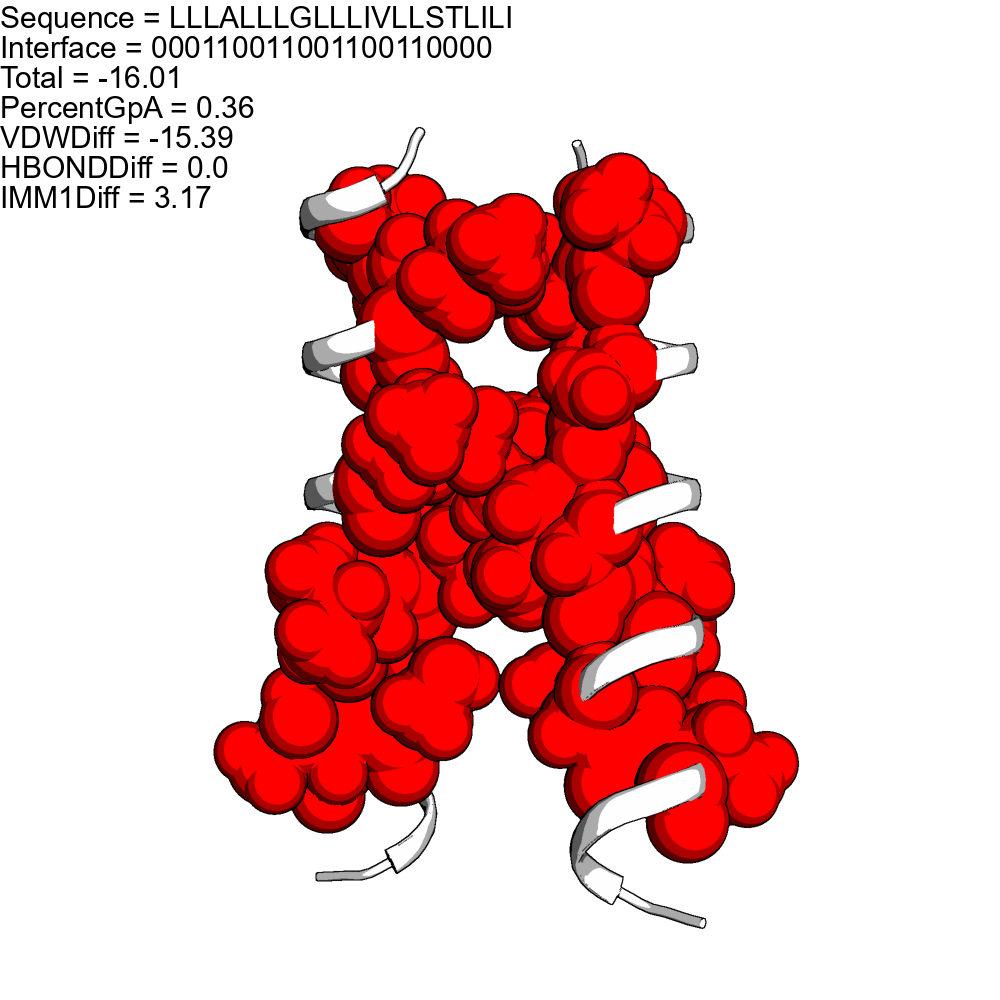 Sequence = LLLALLLGLLLIVLLSTLILI
Interface = 000110011001100110000
Total = -16.01
PercentGpA = 0.36
VDWDiff = -15.39
HBONDDiff = 0.0
IMM1Diff = 3.17